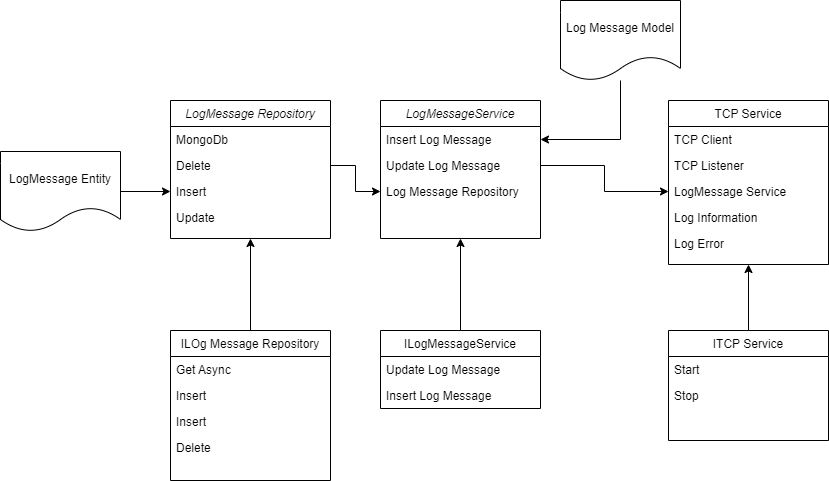 Log Message Model
LogMessage Entity
LogMessage Repository
MongoDb
Delete
Insert
Update
LogMessageService
Insert Log Message
Update Log Message
Log Message Repository
TCP Service
TCP Client
TCP Listener
LogMessage Service
Log Information
Log Error
ILOg Message Repository
Get Async
Insert
Insert
Delete
ILogMessageService
Update Log Message
Insert Log Message
ITCP Service
Start
Stop